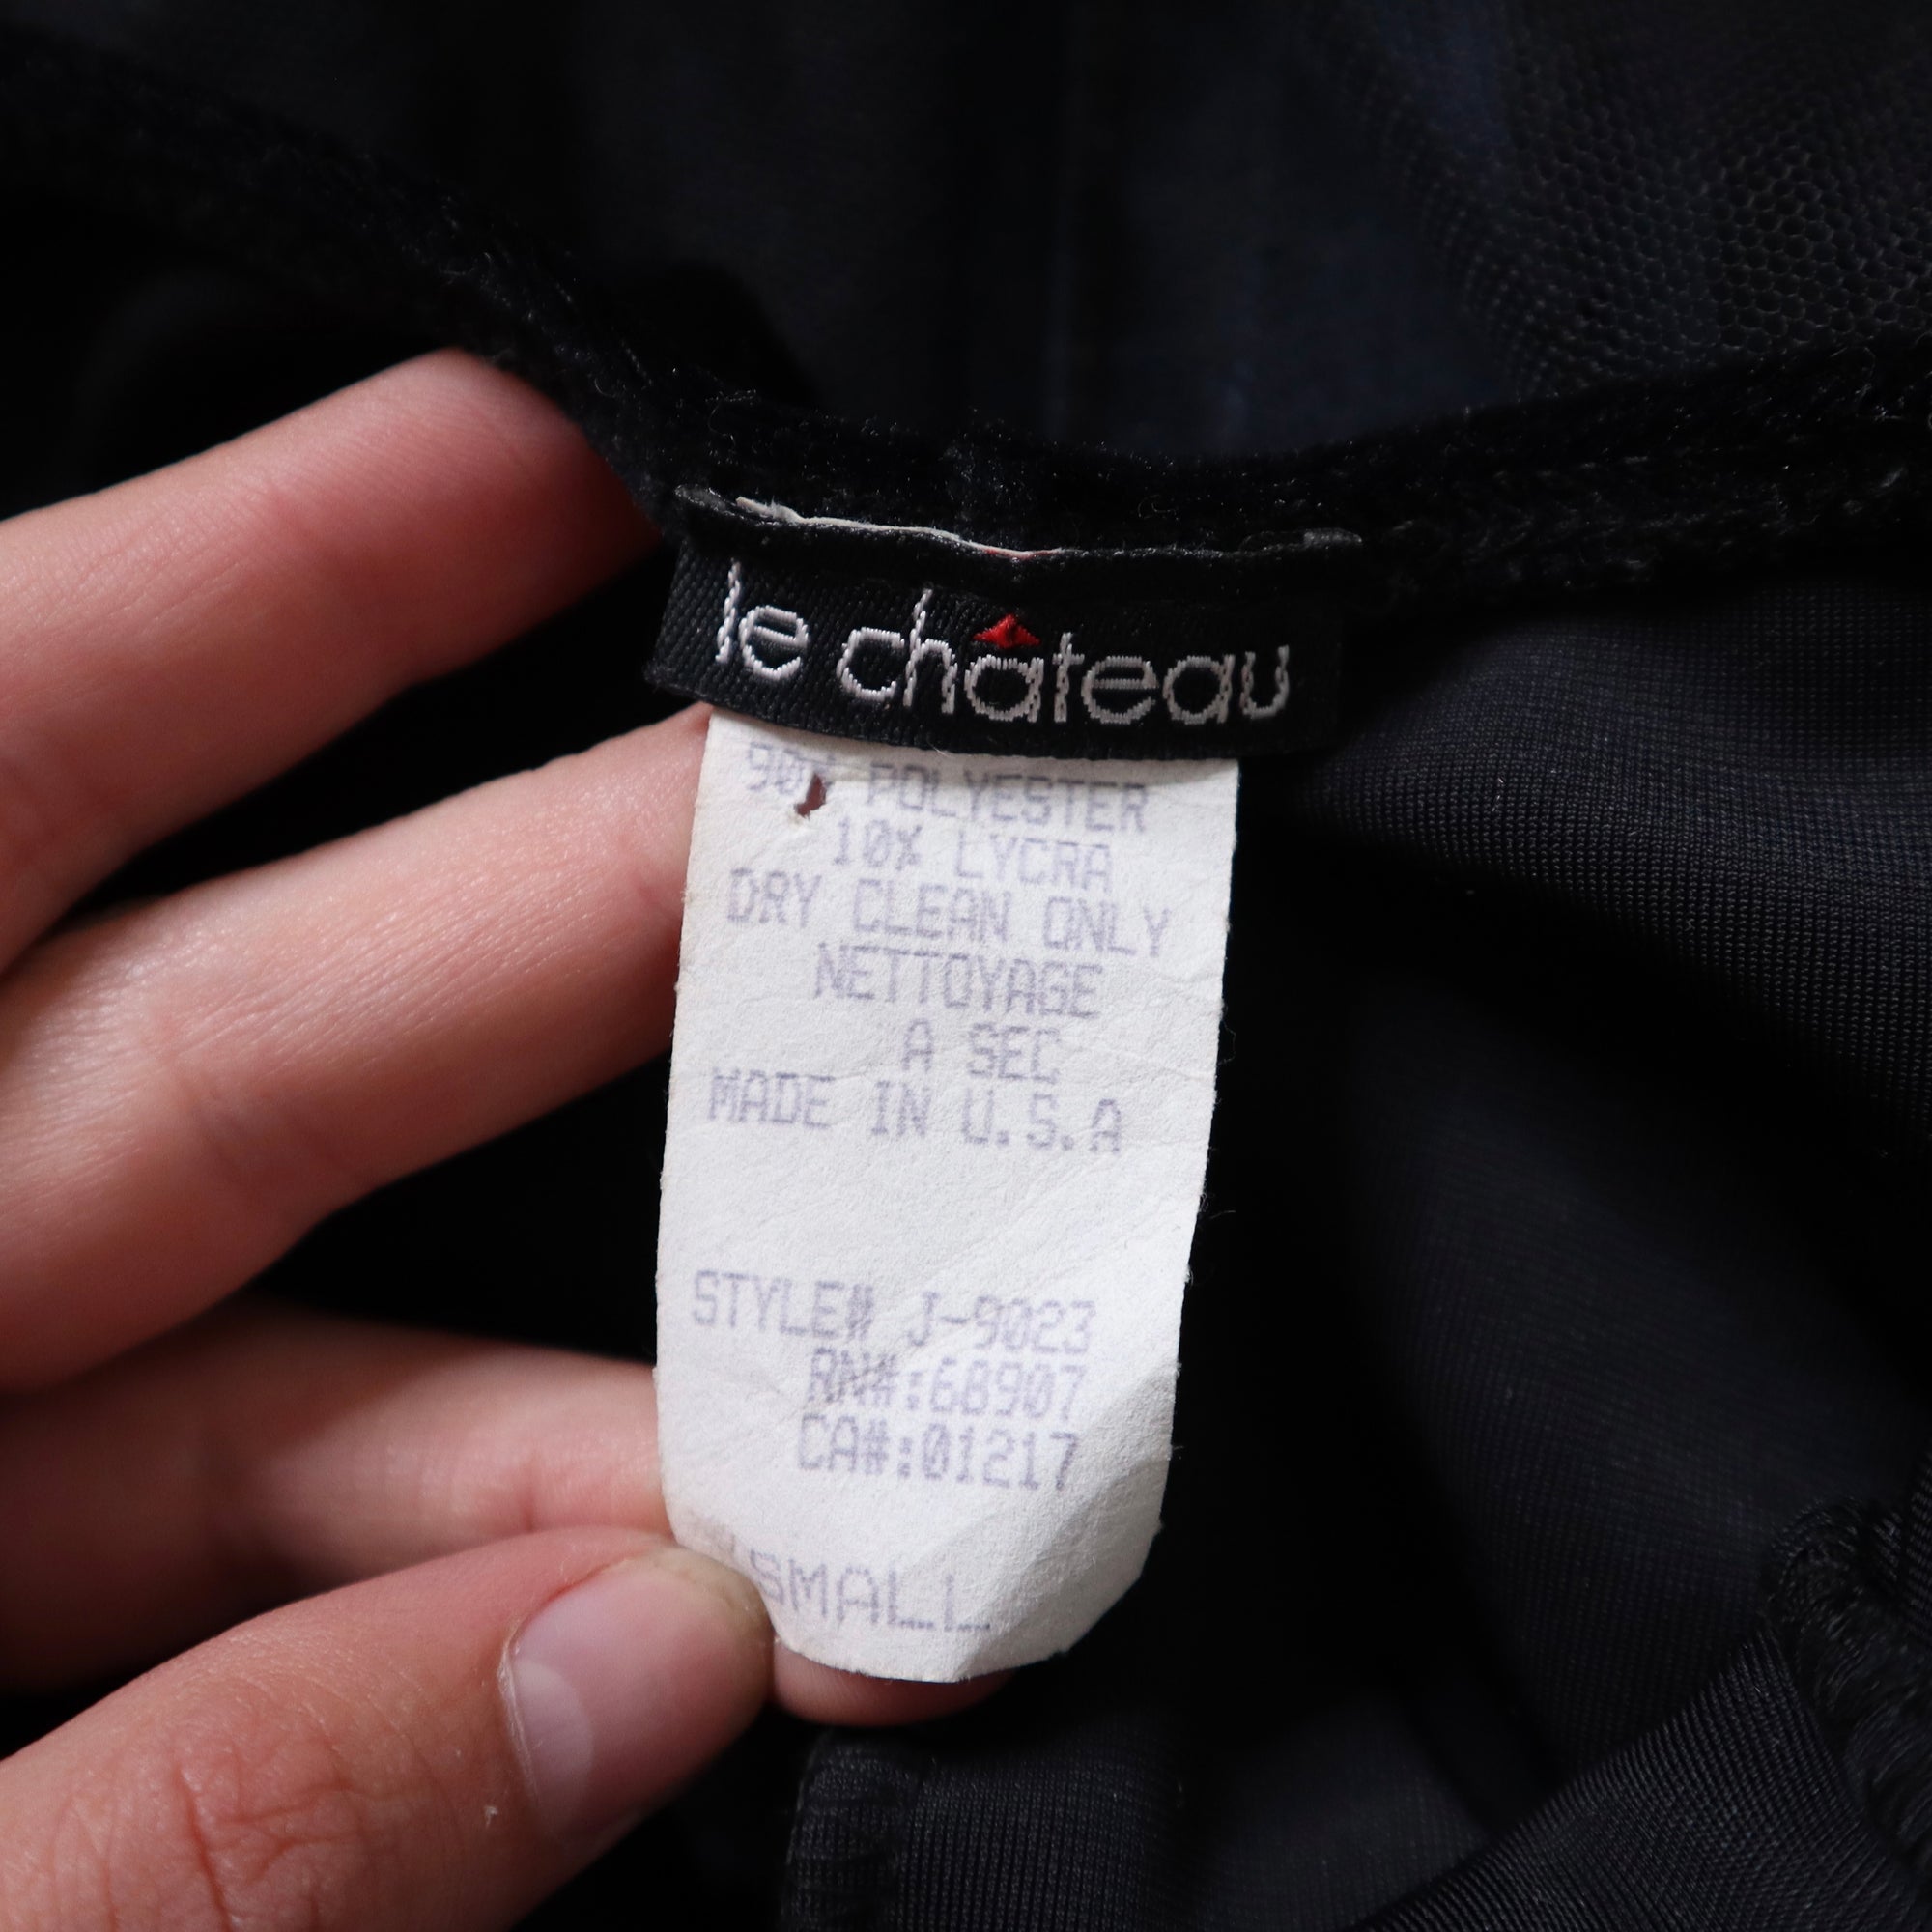 le château
90% POLYESTER
10% LYCRA
DRY CLEAN ONLY
NETTOYAGE
A SEC
MADE IN U.S.A
STYLE# J-9023
RN#:68907
CA#:01217
SMALL